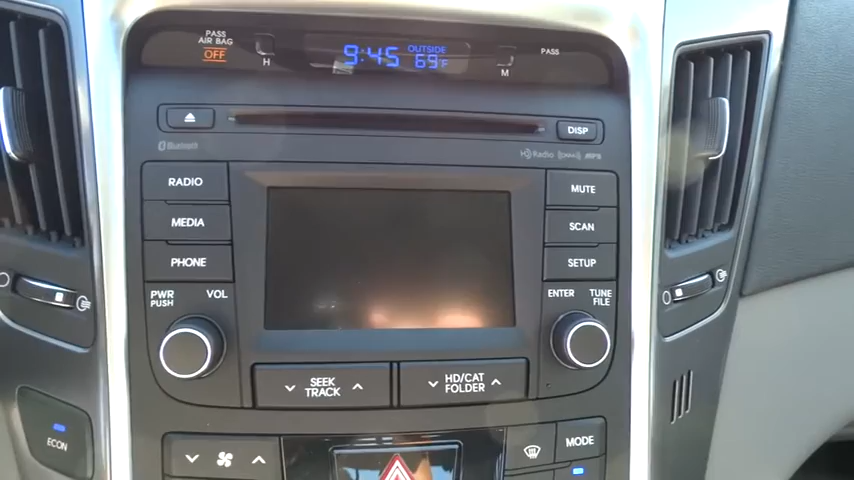 PASS
AIR BAG
OFF
H
9:45
OUTSIDE
69°F
M
PASS
Bluetooth
DISP
HD Radio
MP3
RADIO
MUTE
MEDIA
SCAN
PHONE
SETUP
PWR
PUSH
VOL
ENTER
TUNE
FILE
SEEK
TRACK
HD/CAT
FOLDER
ECON
MODE